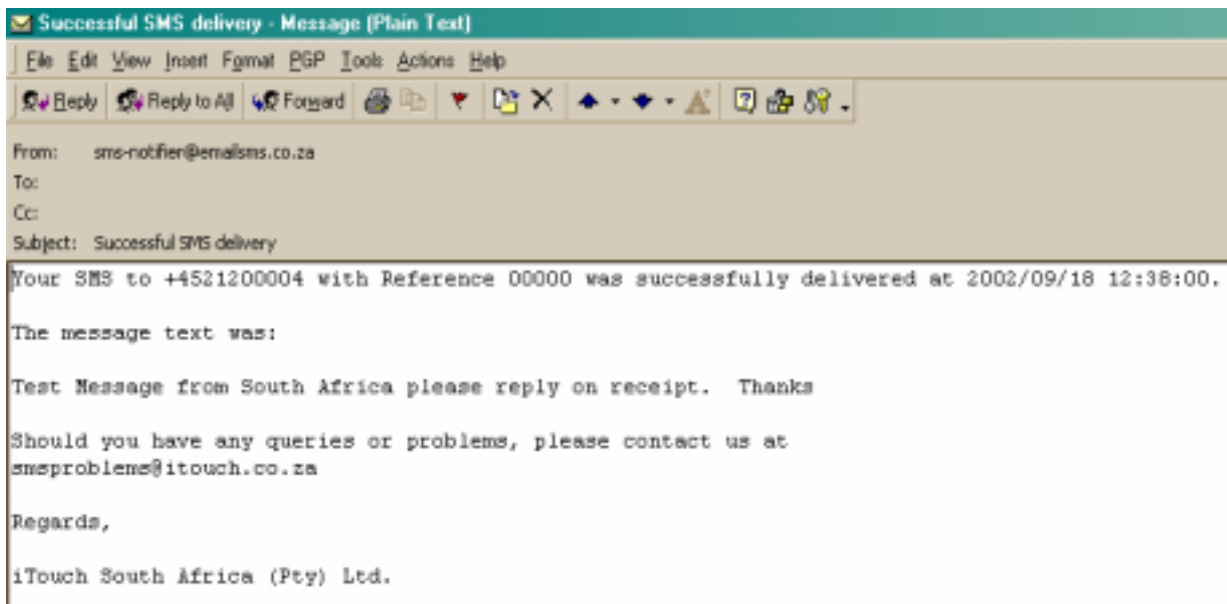 Successful SMS delivery - Message (Plain Text)
File Edit View Insert Format PGP Tools Actions Help
Reply Reply to All Forward
From: sms-notifier@emailsms.co.za
To:
Cc:
Subject: Successful SMS delivery
Your SMS to +4521200004 with Reference 00000 was successfully delivered at 2002/09/18 12:38:00.
The message text was:
Test Message from South Africa please reply on receipt. Thanks
Should you have any queries or problems, please contact us at
smsproblems@itouch.co.za
Regards,
iTouch South Africa (Pty) Ltd.